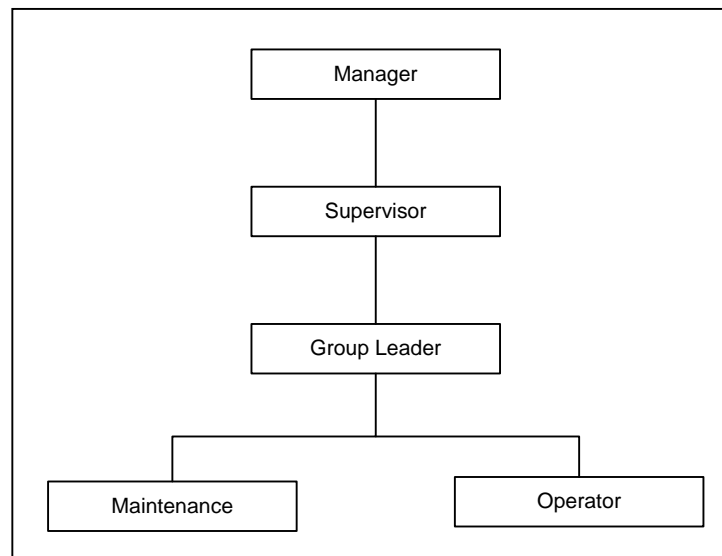 Manager
Supervisor
Group Leader
Maintenance
Operator